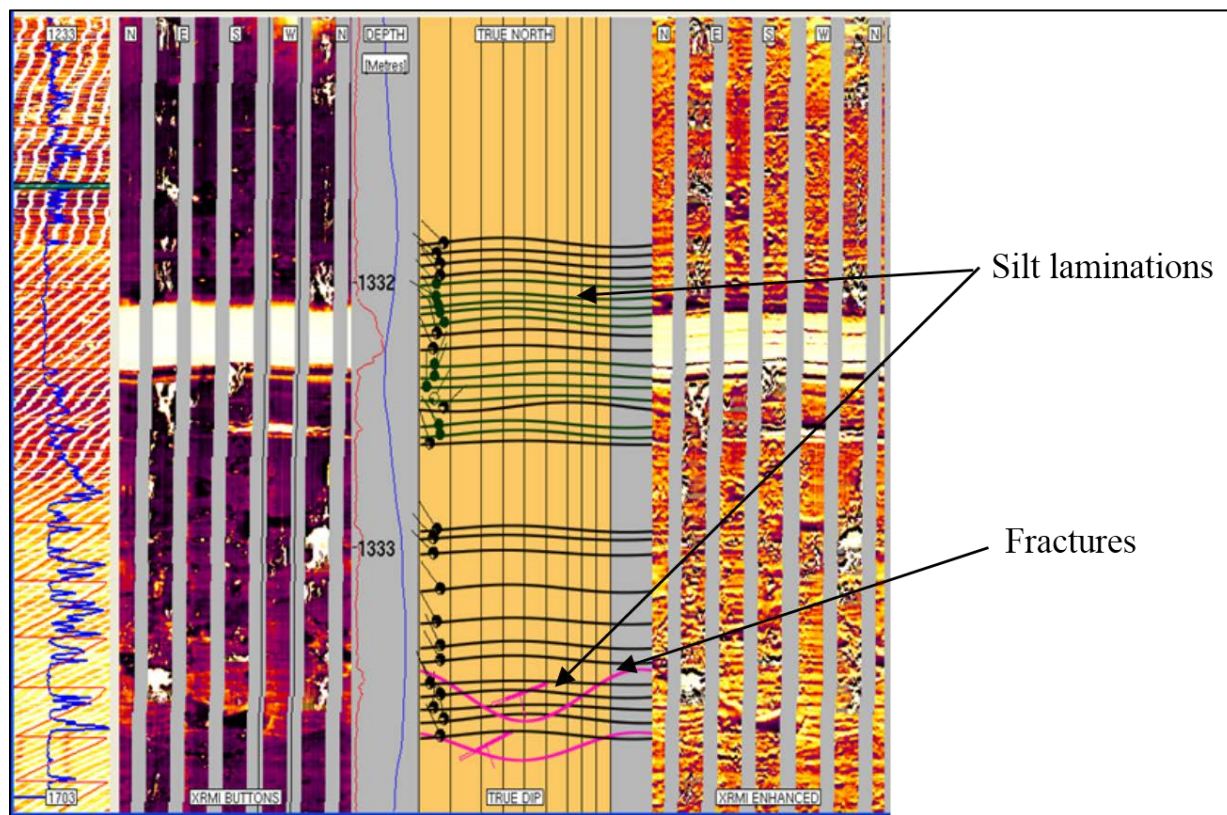 1233
N E S W N
DEPTH
[Metres]
TRUE NORTH
N E S W N
1332
Silt laminations
1333
Fractures
1703
XRMI BUTTONS
TRUE DIP
XRMI ENHANCED